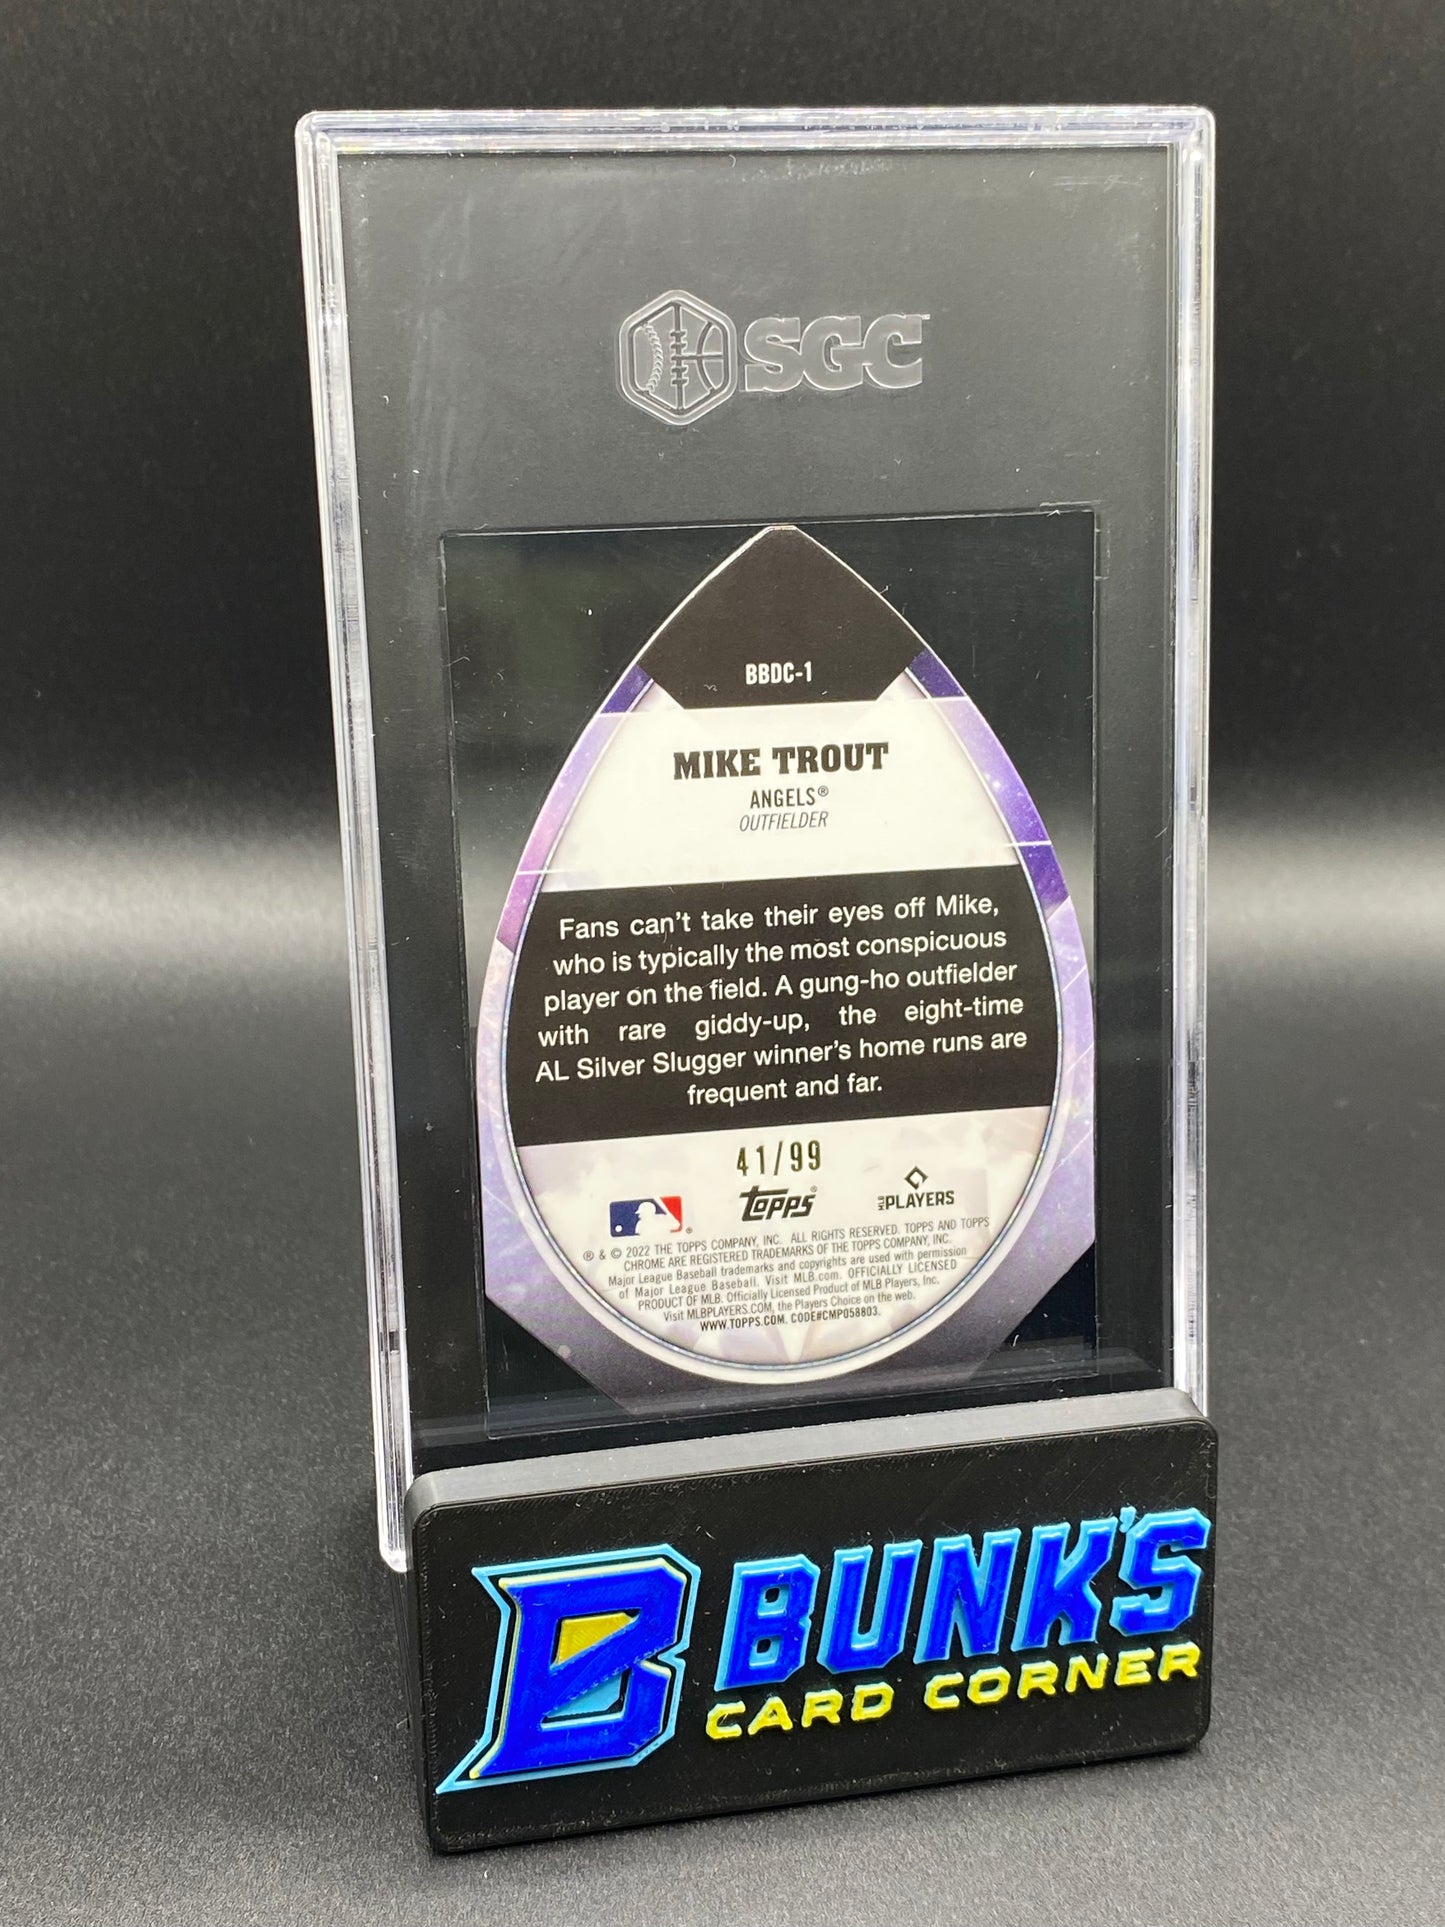 SGC
BBDC-1
MIKE TROUT
ANGELS®
OUTFIELDER
Fans can't take their eyes off Mike,
who is typically the most conspicuous
player on the field. A gung-ho outfielder
with rare giddy-up, the eight-time
AL Silver Slugger winner's home runs are
frequent and far.
41/99
topps®
MLB PLAYERS
® & © 2022 THE TOPPS COMPANY, INC. ALL RIGHTS RESERVED. TOPPS AND TOPPS
CHROME ARE REGISTERED TRADEMARKS OF THE TOPPS COMPANY, INC.
Major League Baseball trademarks and copyrights are used with permission
of Major League Baseball. Visit MLB.com. OFFICIALLY LICENSED
PRODUCT OF MLB. Officially Licensed Product of MLB Players, Inc.
Visit MLBPLAYERS.COM, the Players Choice on the web.
WWW.TOPPS.COM. CODE#CMP058803.
B BUNK'S
CARD CORNER